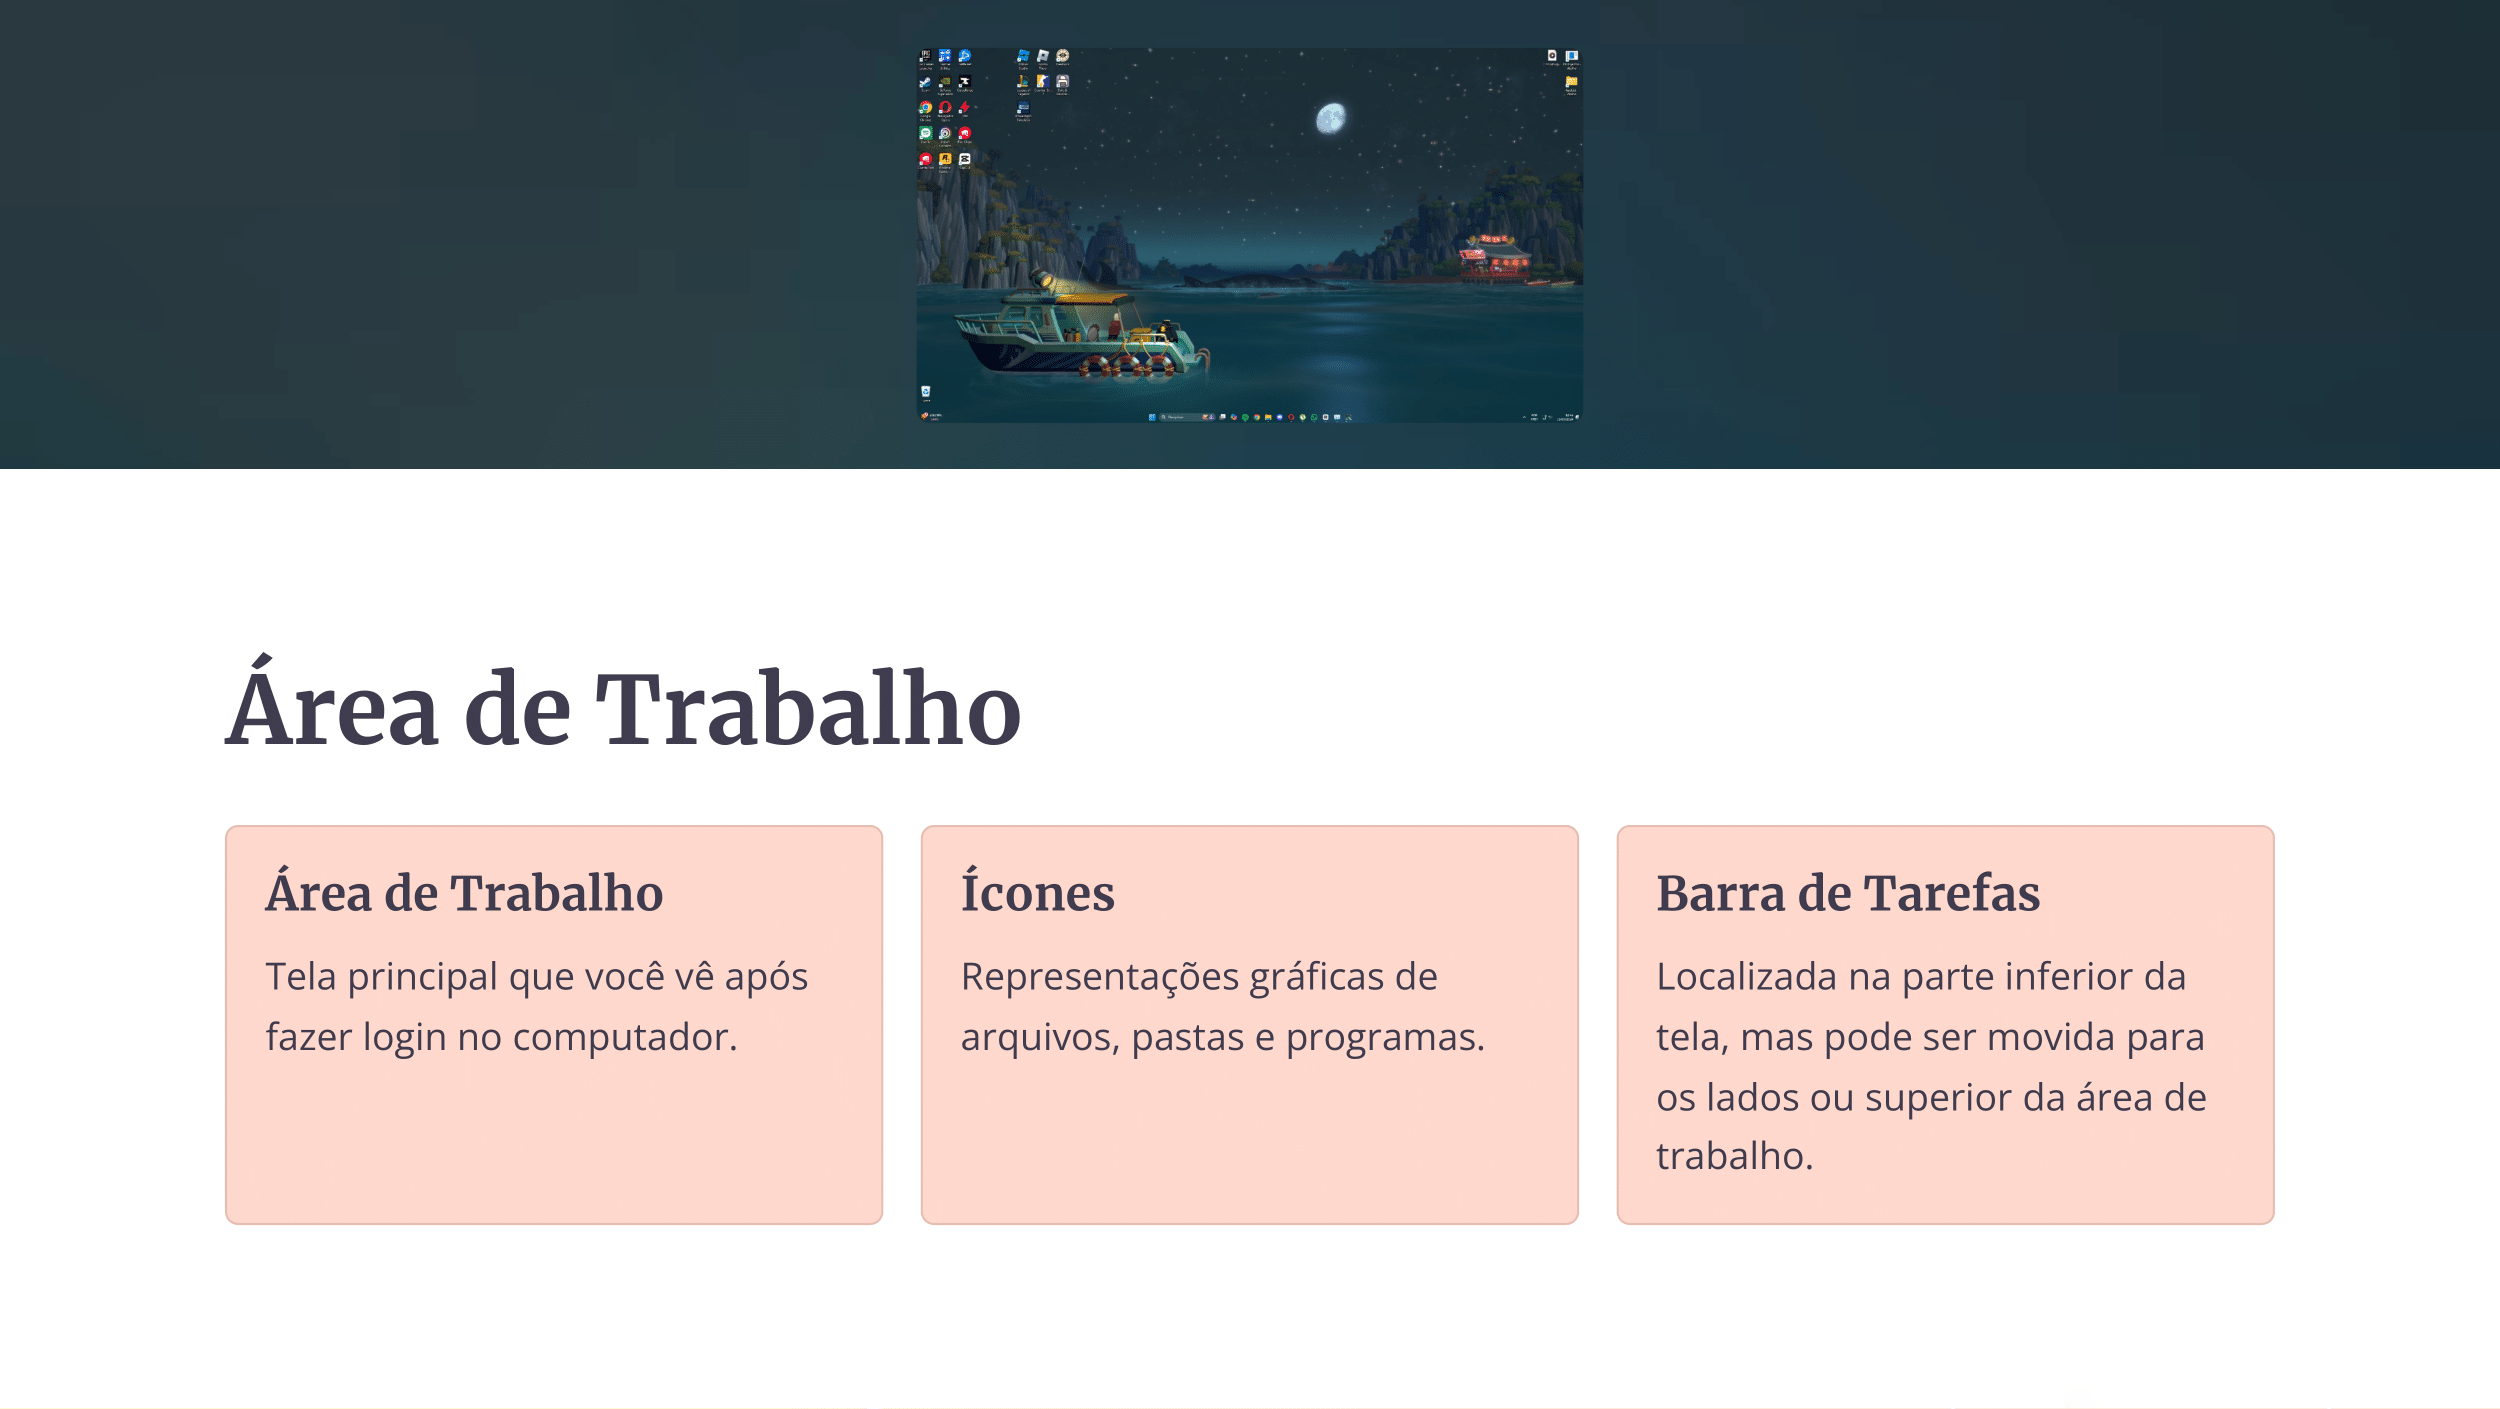 Área de Trabalho
Área de Trabalho
Tela principal que você vê após
fazer login no computador.
Ícones
Representações gráficas de
arquivos, pastas e programas.
Barra de Tarefas
Localizada na parte inferior da
tela, mas pode ser movida para
os lados ou superior da área de
trabalho.